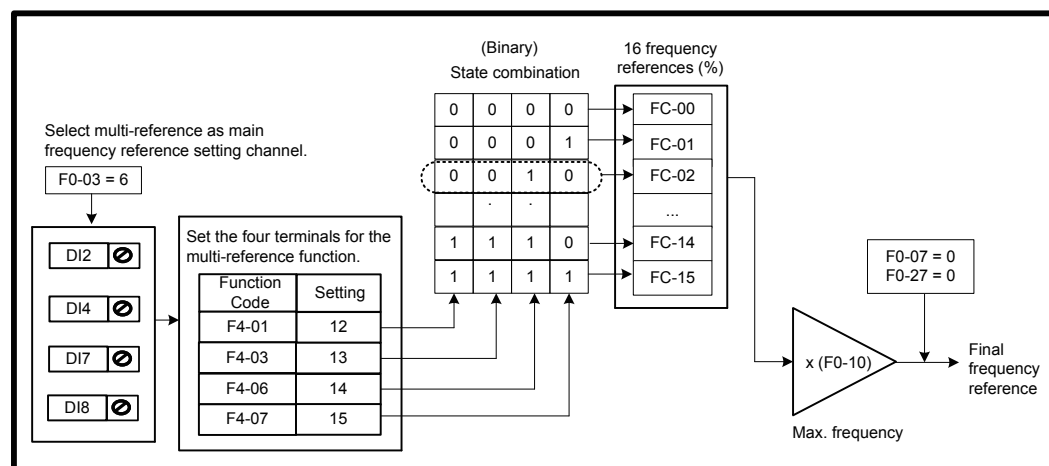 (Binary)
State combination
16 frequency
references (%)
Select multi-reference as main
frequency reference setting channel.
F0-03 = 6
DI2
DI4
DI7
DI8
Set the four terminals for the
multi-reference function.
Function
Code
Setting
F4-01 12
F4-03 13
F4-06 14
F4-07 15
0 0 0 0
0 0 0 1
0 0 1 0
. .
1 1 1 0
1 1 1 1
FC-00
FC-01
FC-02
...
FC-14
FC-15
F0-07 = 0
F0-27 = 0
x (F0-10)
Max. frequency
Final
frequency
reference